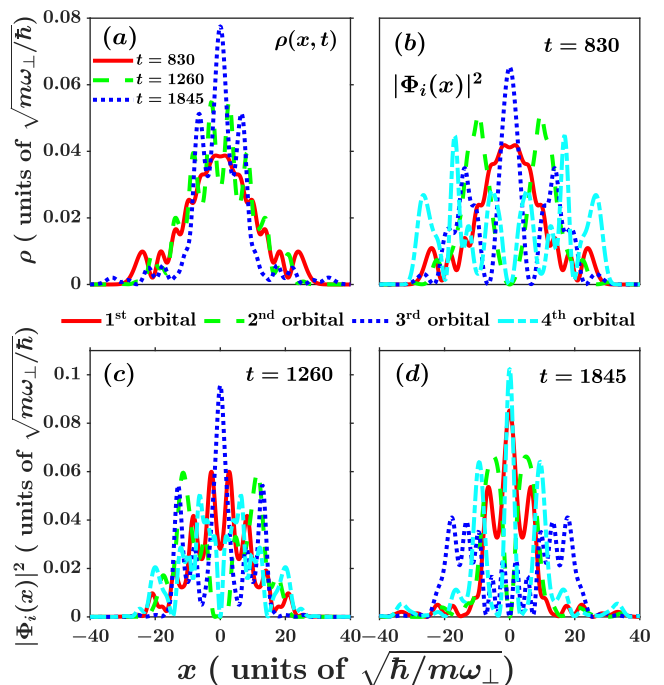 0.08
0.06
0.04
0.02
0
ρ ( units of √mω⊥/ħ)
(a)
ρ(x, t)
t = 830
t = 1260
t = 1845
(b)
t = 830
|Φᵢ(x)|²
1ˢᵗ orbital
2ⁿᵈ orbital
3ʳᵈ orbital
4ᵗʰ orbital
0.1
0.08
0.06
0.04
0.02
0
|Φᵢ(x)|² ( units of √mω⊥/ħ)
(c)
t = 1260
(d)
t = 1845
−40 −20 0 20 40
−40 −20 0 20 40
x ( units of √ħ/mω⊥)